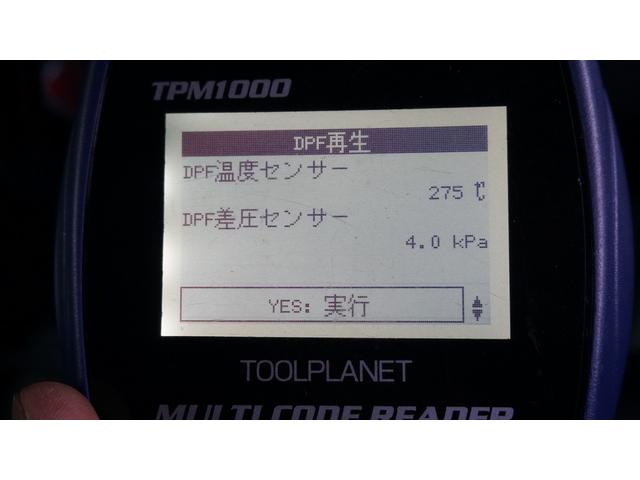 TPM1000
DPF再生
DPF温度センサー
275 ℃
DPF差圧センサー
4.0 kPa
YES: 実行
TOOLPLANET
MULTI CODE READER